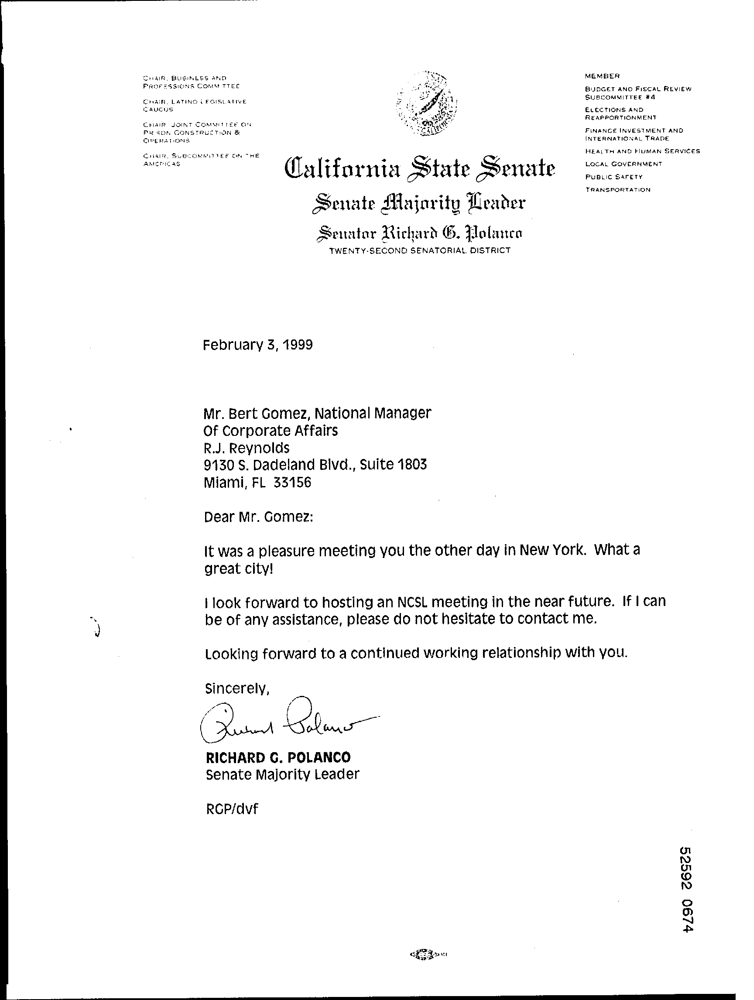 CHAIR, BUSINESS AND
PROFESSIONS COMMITTEE
CHAIR, LATINO LEGISLATIVE
CAUCUS
CHAIR, JOINT COMMITTEE ON
PRISON CONSTRUCTION &
OPERATIONS
CHAIR, SUBCOMMITTEE ON THE
AMERICAS
MEMBER
BUDGET AND FISCAL REVIEW
SUBCOMMITTEE #4
ELECTIONS AND
REAPPORTIONMENT
FINANCE INVESTMENT AND
INTERNATIONAL TRADE
HEALTH AND HUMAN SERVICES
LOCAL GOVERNMENT
PUBLIC SAFETY
TRANSPORTATION
California State Senate
Senate Majority Leader
Senator Richard G. Polanco
TWENTY-SECOND SENATORIAL DISTRICT
February 3, 1999
Mr. Bert Gomez, National Manager
Of Corporate Affairs
R.J. Reynolds
9130 S. Dadeland Blvd., Suite 1803
Miami, FL 33156
Dear Mr. Gomez:
It was a pleasure meeting you the other day in New York. What a
great city!
I look forward to hosting an NCSL meeting in the near future. If I can
be of any assistance, please do not hesitate to contact me.
Looking forward to a continued working relationship with you.
Sincerely,
Richard Polanco
RICHARD G. POLANCO
Senate Majority Leader
RGP/dvf
52592 0674